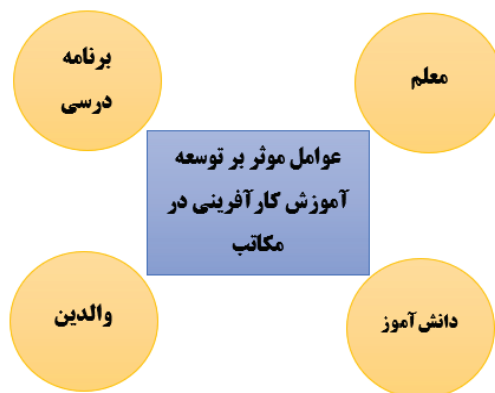 معلم
برنامه
درسی
عوامل موثر بر توسعه
آموزش کارآفرینی در
مکاتب
دانش‌آموز
والدین